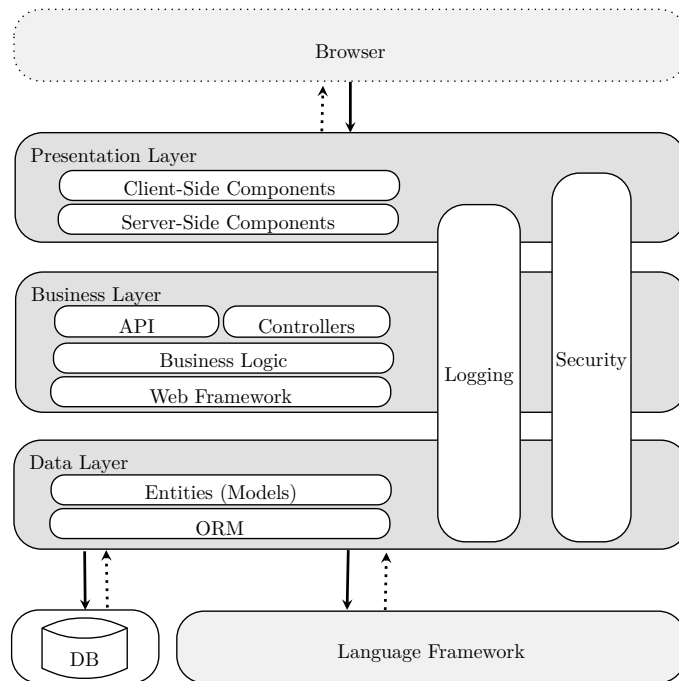 Browser
Presentation Layer
Client-Side Components
Server-Side Components
Business Layer
API
Controllers
Business Logic
Web Framework
Logging
Security
Data Layer
Entities (Models)
ORM
DB
Language Framework